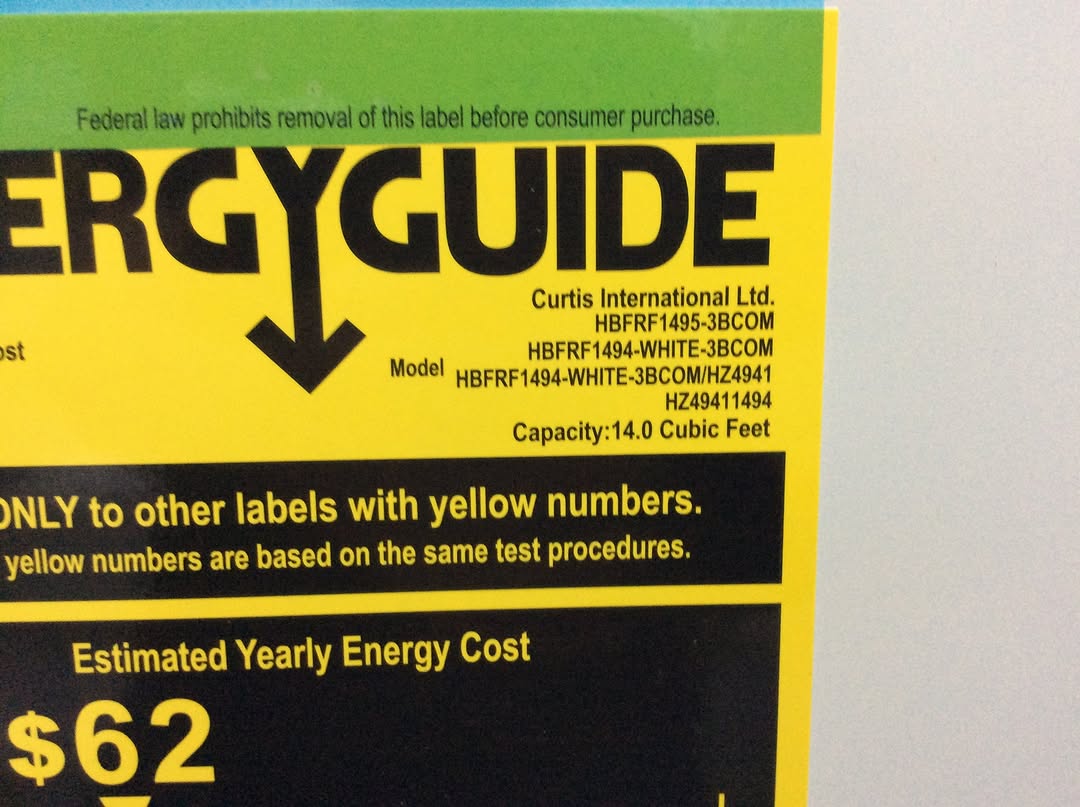 Federal law prohibits removal of this label before consumer purchase.
ERGYGUIDE
Curtis International Ltd.
HBFRF1495-3BCOM
ost
HBFRF1494-WHITE-3BCOM
Model HBFRF1494-WHITE-3BCOM/HZ4941
HZ49411494
Capacity:14.0 Cubic Feet
ONLY to other labels with yellow numbers.
yellow numbers are based on the same test procedures.
Estimated Yearly Energy Cost
$62